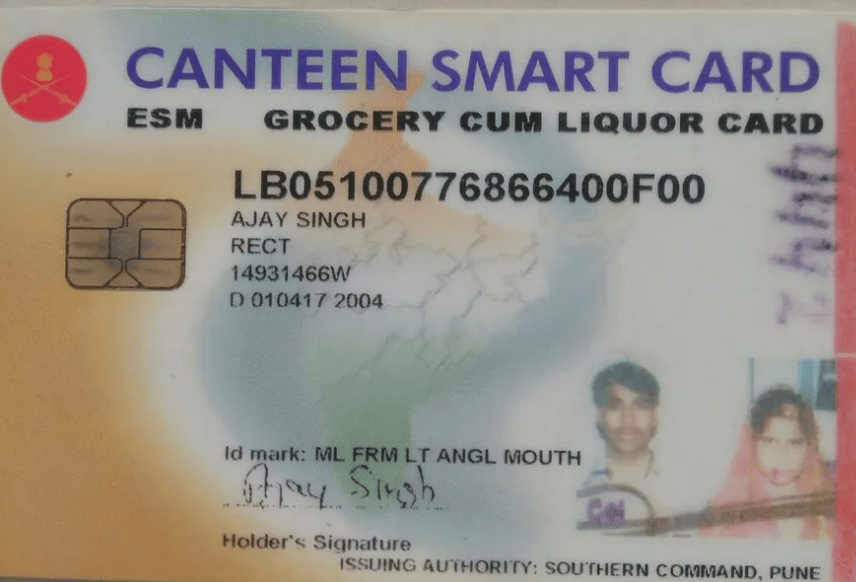 CANTEEN SMART CARD
ESM GROCERY CUM LIQUOR CARD
LB05100776866400F00
AJAY SINGH
RECT
14931466W
D 010417 2004
Id mark: ML FRM LT ANGL MOUTH
Ajay Singh
Holder's Signature
ISSUING AUTHORITY: SOUTHERN COMMAND, PUNE